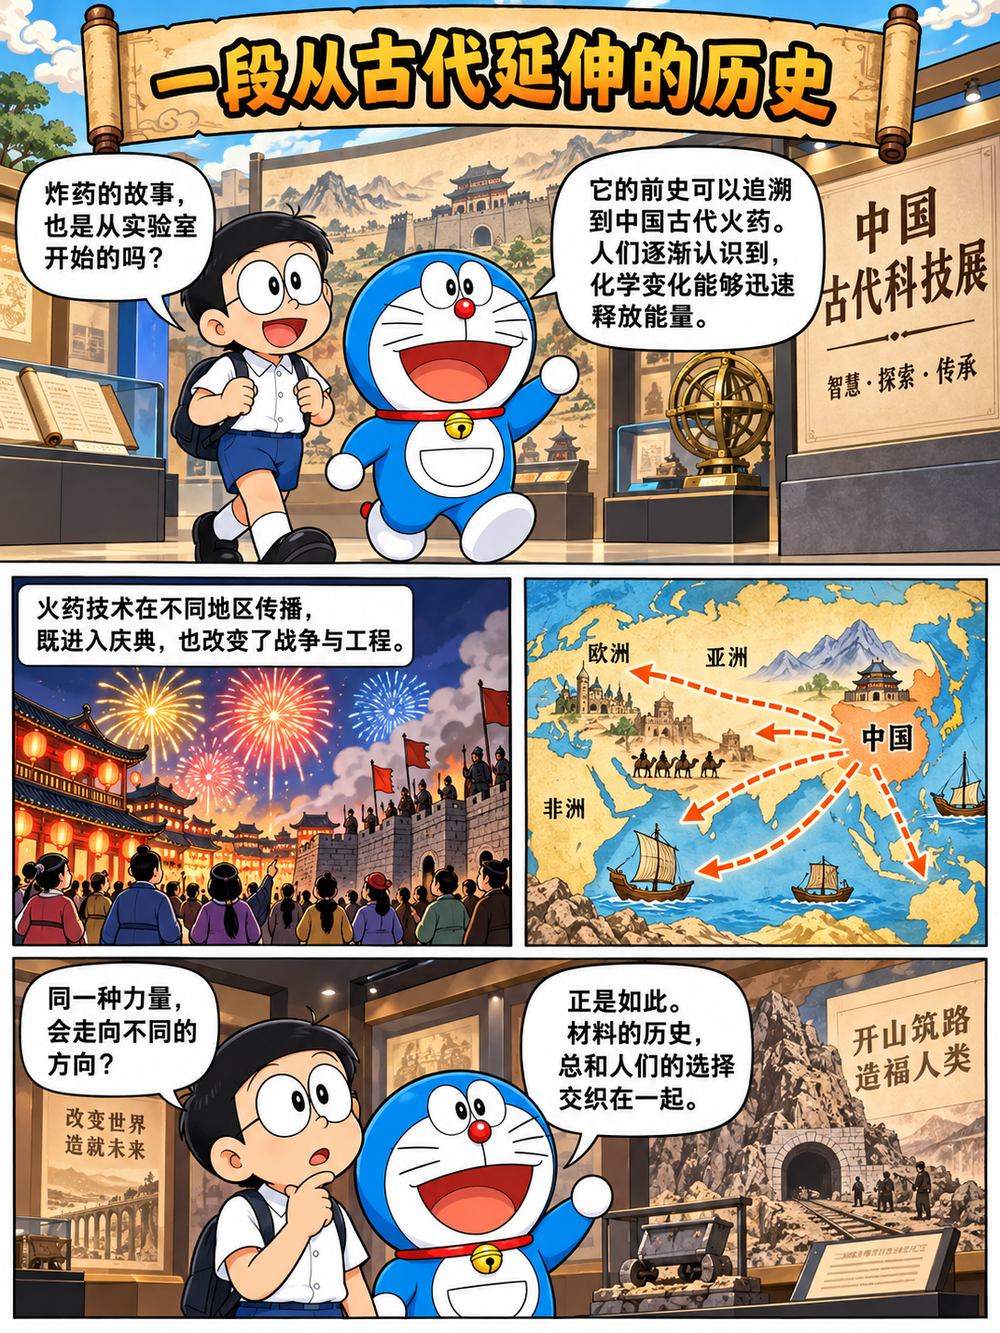 一段从古代延伸的历史
炸药的故事，
也是从实验室
开始的吗？
它的前史可以追溯
到中国古代火药。
人们逐渐认识到，
化学变化能够迅速
释放能量。
中国
古代科技展
智慧·探索·传承
火药技术在不同地区传播，
既进入庆典，也改变了战争与工程。
欧洲
亚洲
中国
非洲
同一种力量，
会走向不同的
方向？
正是如此。
材料的历史，
总和人们的选择
交织在一起。
改变世界
造就未来
开山筑路
造福人类